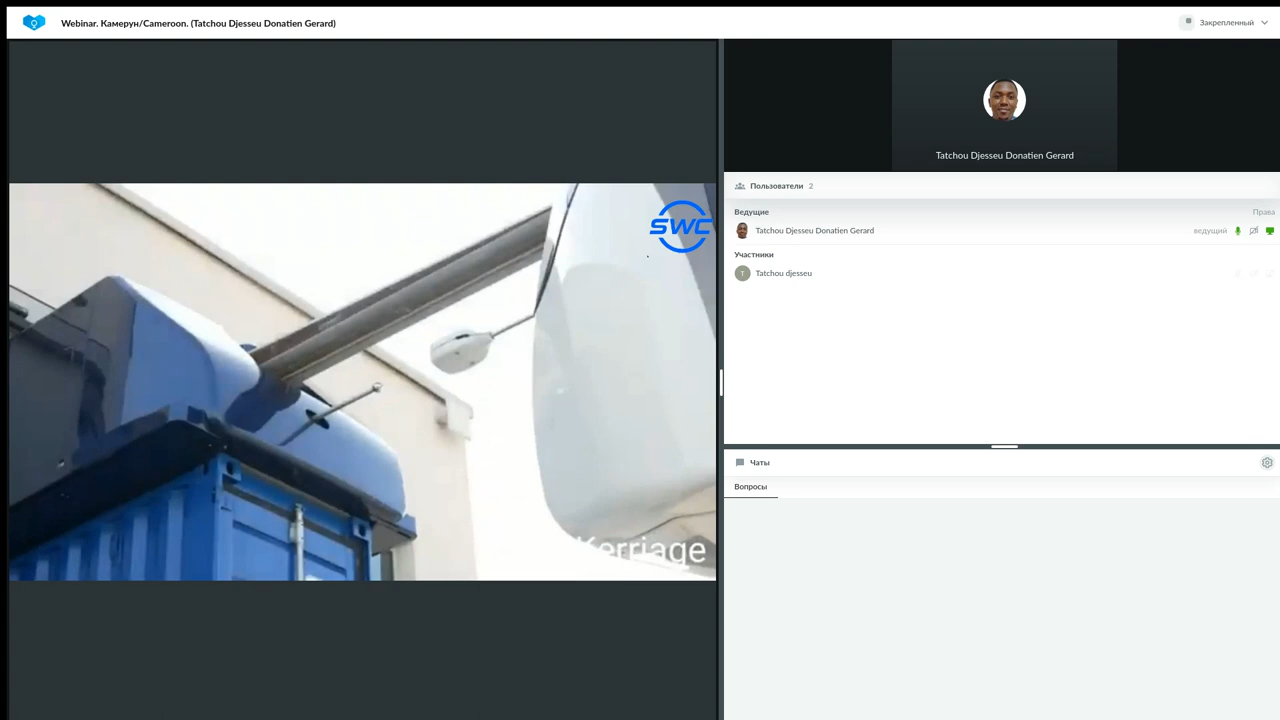 Webinar. Камерун/Cameroon. (Tatchou Djesseu Donatien Gerard)
Закрепленный
SWC
Kerriage
Tatchou Djesseu Donatien Gerard
Пользователи 2
Ведущие
Права
Tatchou Djesseu Donatien Gerard
ведущий
Участники
T
Tatchou djesseu
Чаты
Вопросы